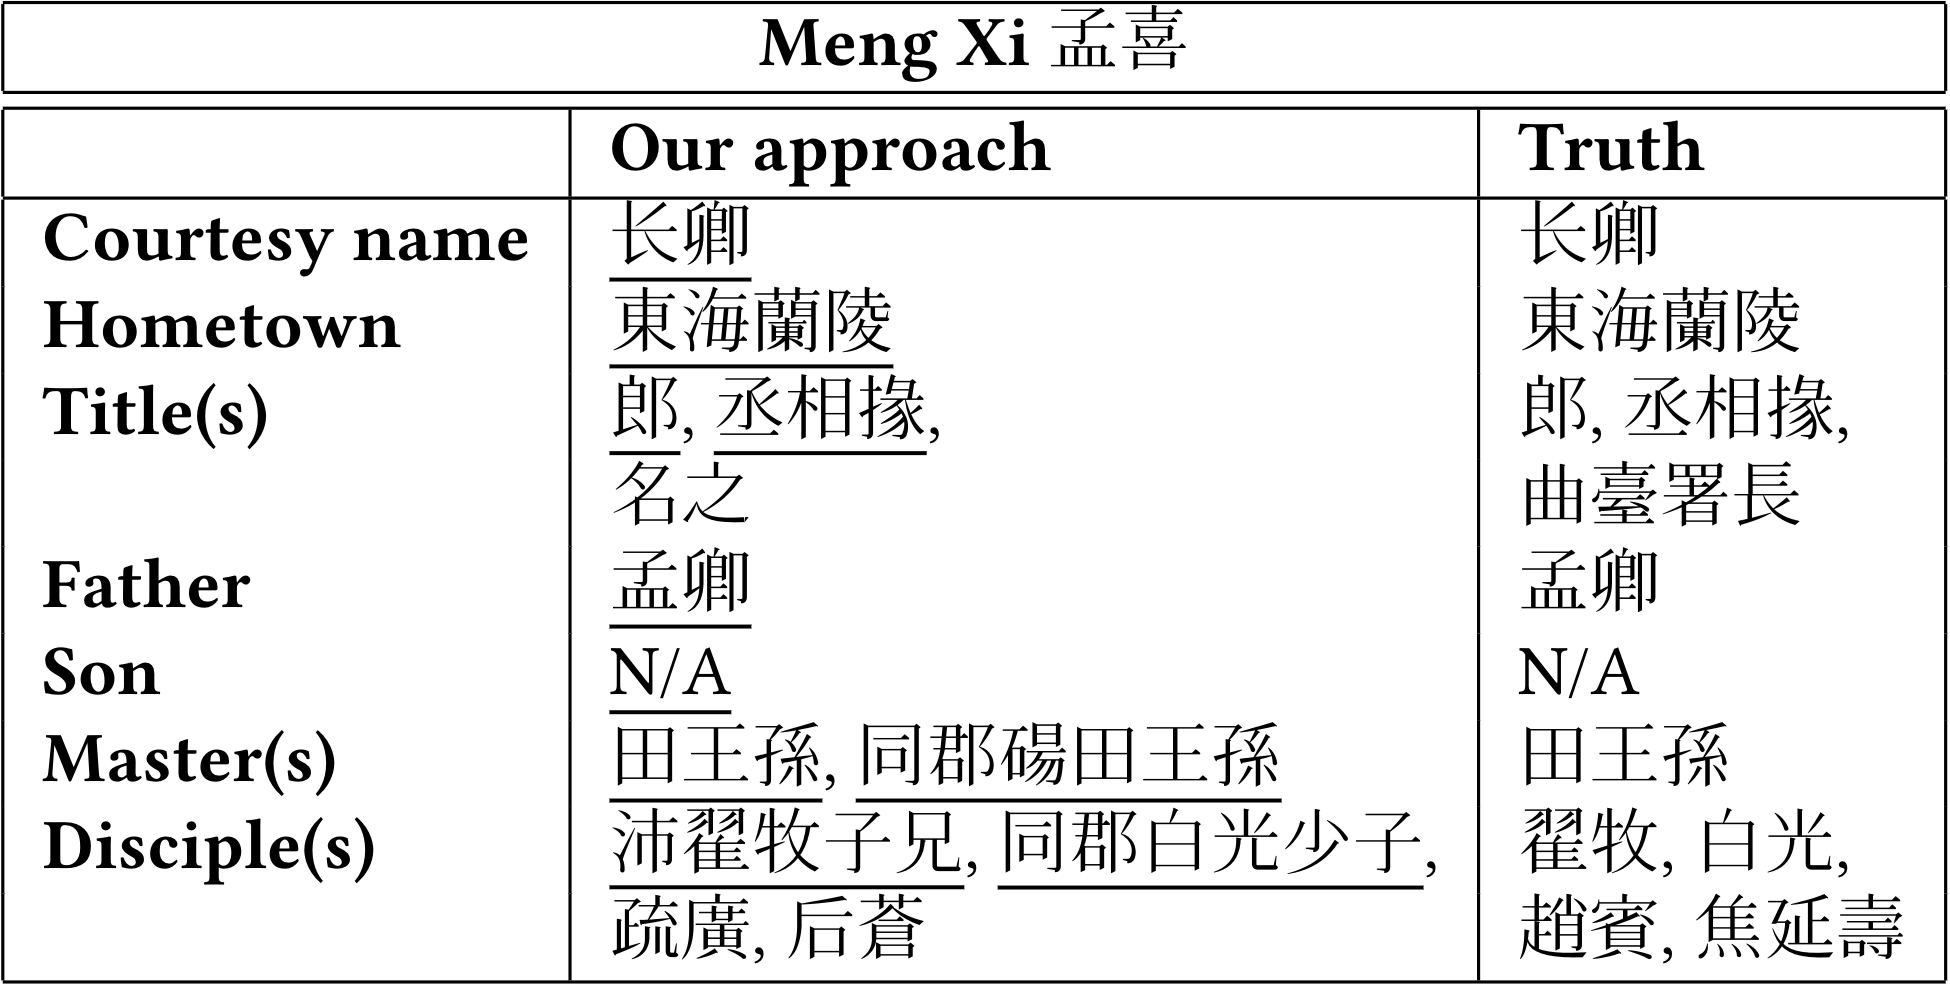 Meng Xi 孟喜
Our approach Truth
Courtesy name 长卿 长卿
Hometown 東海蘭陵 東海蘭陵
Title(s) 郎, 丞相掾, 郎, 丞相掾,
名之 曲臺署長
Father 孟卿 孟卿
Son N/A N/A
Master(s) 田王孫, 同郡碭田王孫 田王孫
Disciple(s) 沛翟牧子兄, 同郡白光少子, 翟牧, 白光,
疏廣, 后蒼 趙賓, 焦延壽